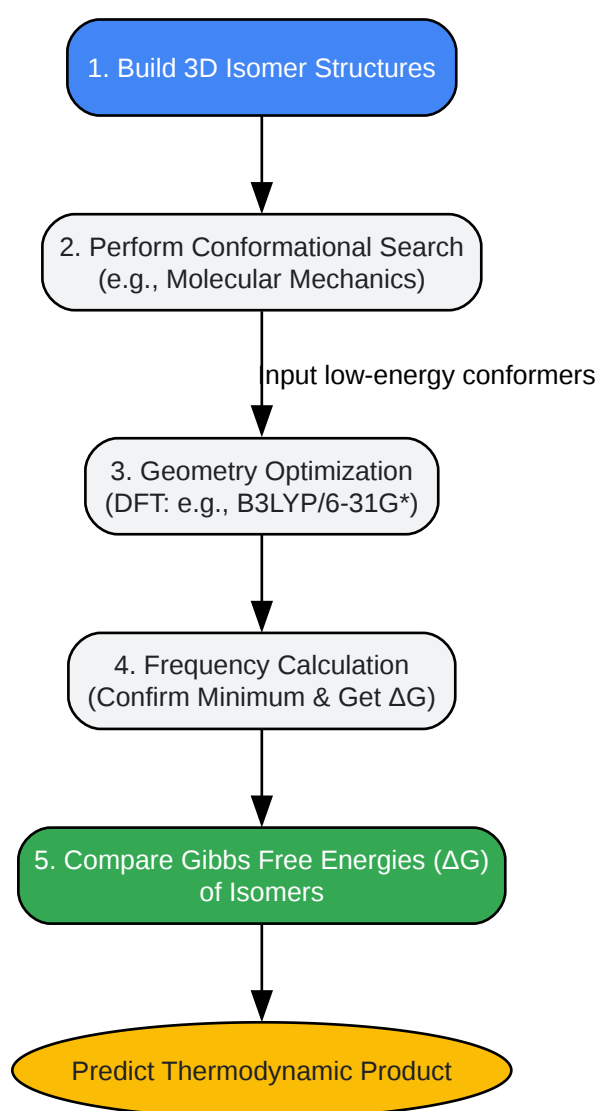 1. Build 3D Isomer Structures
2. Perform Conformational Search
(e.g., Molecular Mechanics)
Input low-energy conformers
3. Geometry Optimization
(DFT: e.g., B3LYP/6-31G*)
4. Frequency Calculation
(Confirm Minimum & Get ΔG)
5. Compare Gibbs Free Energies (ΔG)
of Isomers
Predict Thermodynamic Product